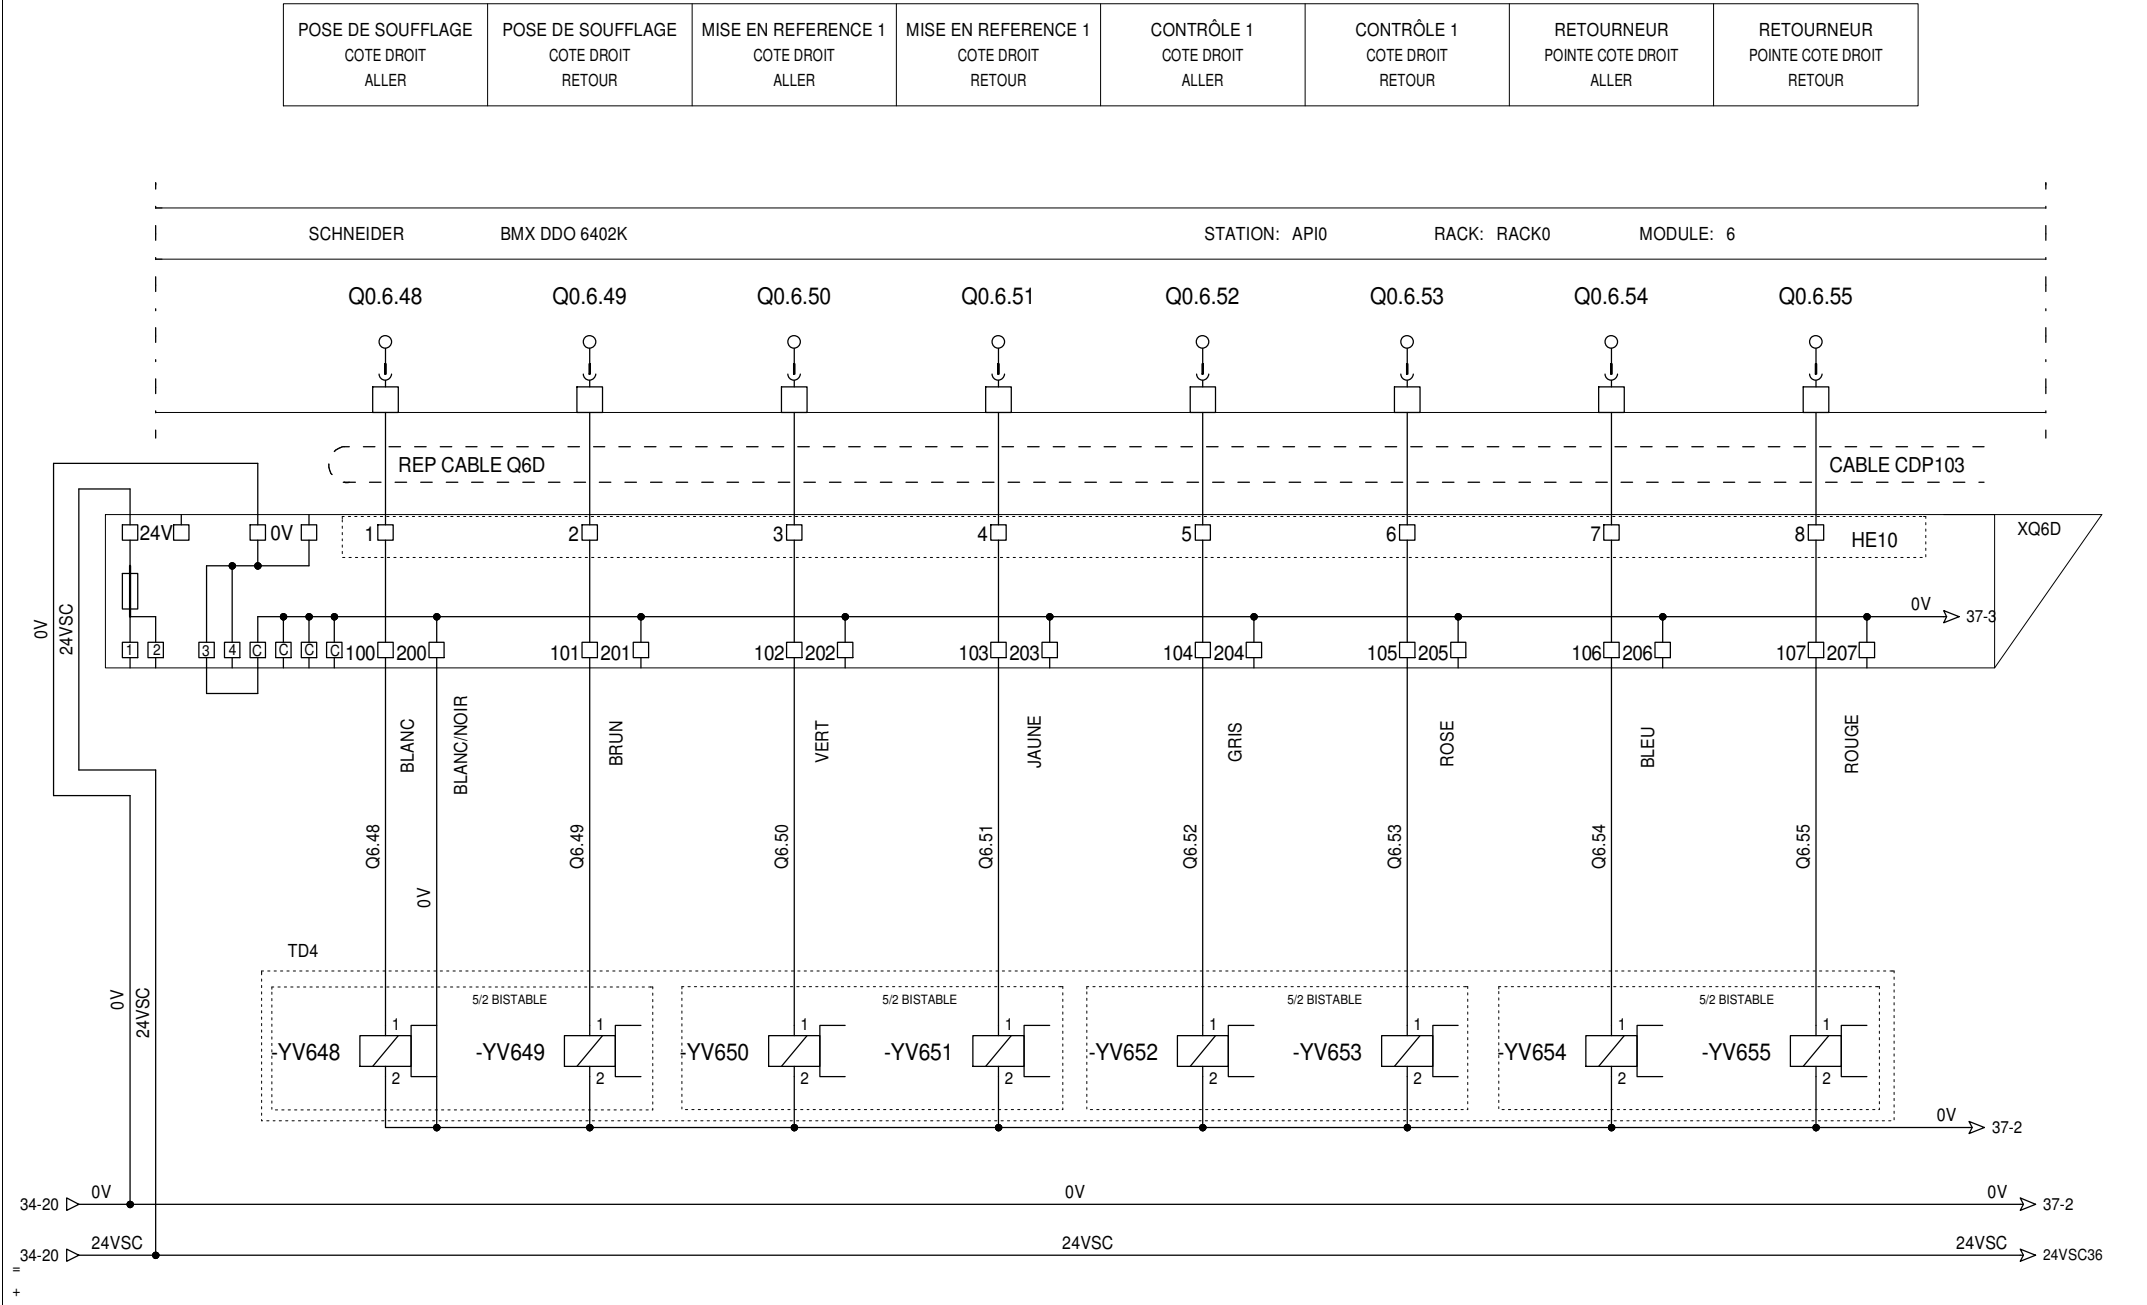 POSE DE SOUFFLAGE POSE DE SOUFFLAGE MISE EN REFERENCE 1 MISE EN REFERENCE 1 CONTRÔLE 1 CONTRÔLE 1 RETOURNEUR RETOURNEUR
COTE DROIT COTE DROIT COTE DROIT COTE DROIT COTE DROIT COTE DROIT POINTE COTE DROIT POINTE COTE DROIT
ALLER RETOUR ALLER RETOUR ALLER RETOUR ALLER RETOUR
SCHNEIDER BMX DDO 6402K STATION: API0 RACK: RACK0 MODULE: 6
Q0.6.48 Q0.6.49 Q0.6.50 Q0.6.51 Q0.6.52 Q0.6.53 Q0.6.54 Q0.6.55
REP CABLE Q6D CABLE CDP103
24V 0V 1 2 3 4 5 6 7 8 HE10 XQ6D
0V 24VSC
0V 37-3
1 2 3 4 C C C C 100 200 101 201 102 202 103 203 104 204 105 205 106 206 107 207
BLANC BLANC/NOIR BRUN VERT JAUNE GRIS ROSE BLEU ROUGE
Q6.48 Q6.49 Q6.50 Q6.51 Q6.52 Q6.53 Q6.54 Q6.55
0V
TD4
0V 24VSC
5/2 BISTABLE 5/2 BISTABLE 5/2 BISTABLE 5/2 BISTABLE
1 1 1 1 1 1 1 1
-YV648 -YV649 -YV650 -YV651 -YV652 -YV653 -YV654 -YV655
2 2 2 2 2 2 2 2
0V 37-2
34-20 0V 0V 0V 37-2
34-20 24VSC 24VSC 24VSC 24VSC36
=
+